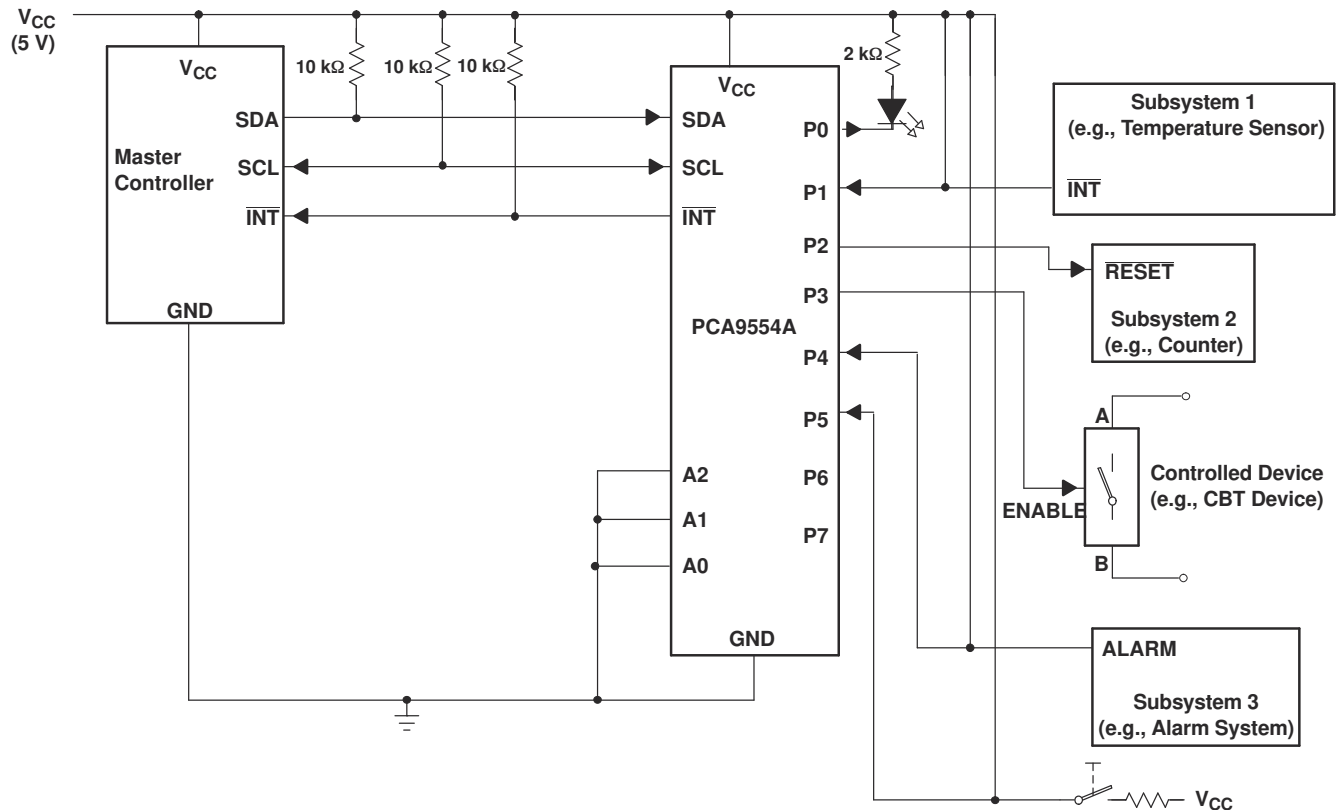 VCC
(5 V)
VCC
10 kΩ
10 kΩ
10 kΩ
SDA
SCL
INT
Master
Controller
GND
VCC
SDA
SCL
INT
PCA9554A
A2
A1
A0
GND
P0
P1
P2
P3
P4
P5
P6
P7
2 kΩ
Subsystem 1
(e.g., Temperature Sensor)
INT
RESET
Subsystem 2
(e.g., Counter)
A
ENABLE
B
Controlled Device
(e.g., CBT Device)
ALARM
Subsystem 3
(e.g., Alarm System)
VCC